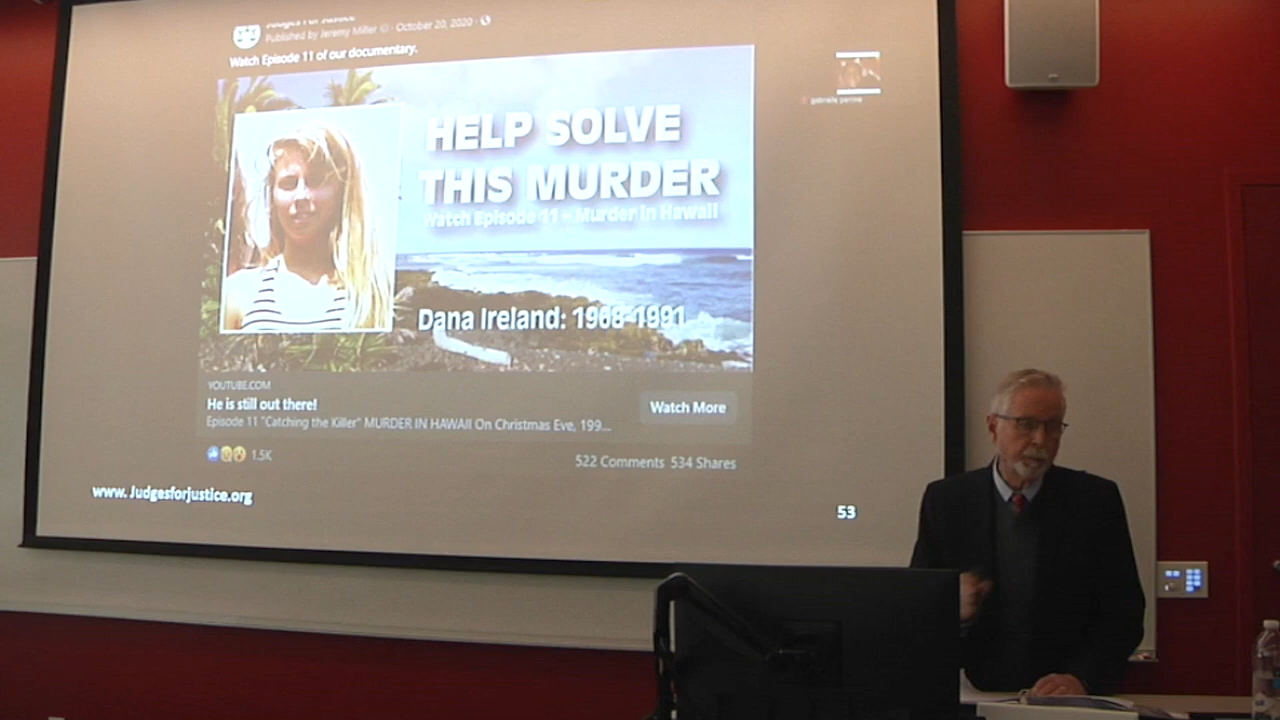 Judges For Justice
Published by Jeremy Miller · October 20, 2020 ·
Watch Episode 11 of our documentary.
HELP SOLVE
THIS MURDER
Watch Episode 11 - Murder in Hawaii
Dana Ireland: 1968-1991
YOUTUBE.COM
He is still out there!
Episode 11 "Catching the Killer" MURDER IN HAWAII On Christmas Eve, 199...
Watch More
1.5K
522 Comments 534 Shares
www. Judgesforjustice.org
53